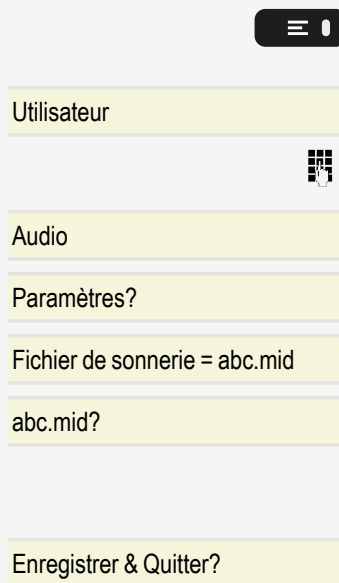 Utilisateur
Audio
Paramètres?
Fichier de sonnerie = abc.mid
abc.mid?
Enregistrer & Quitter?